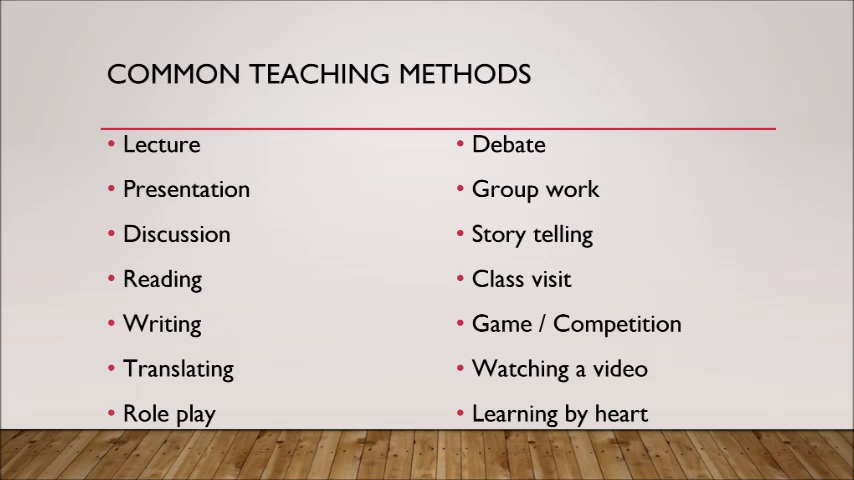 COMMON TEACHING METHODS
• Lecture
• Presentation
• Discussion
• Reading
• Writing
• Translating
• Role play
• Debate
• Group work
• Story telling
• Class visit
• Game / Competition
• Watching a video
• Learning by heart